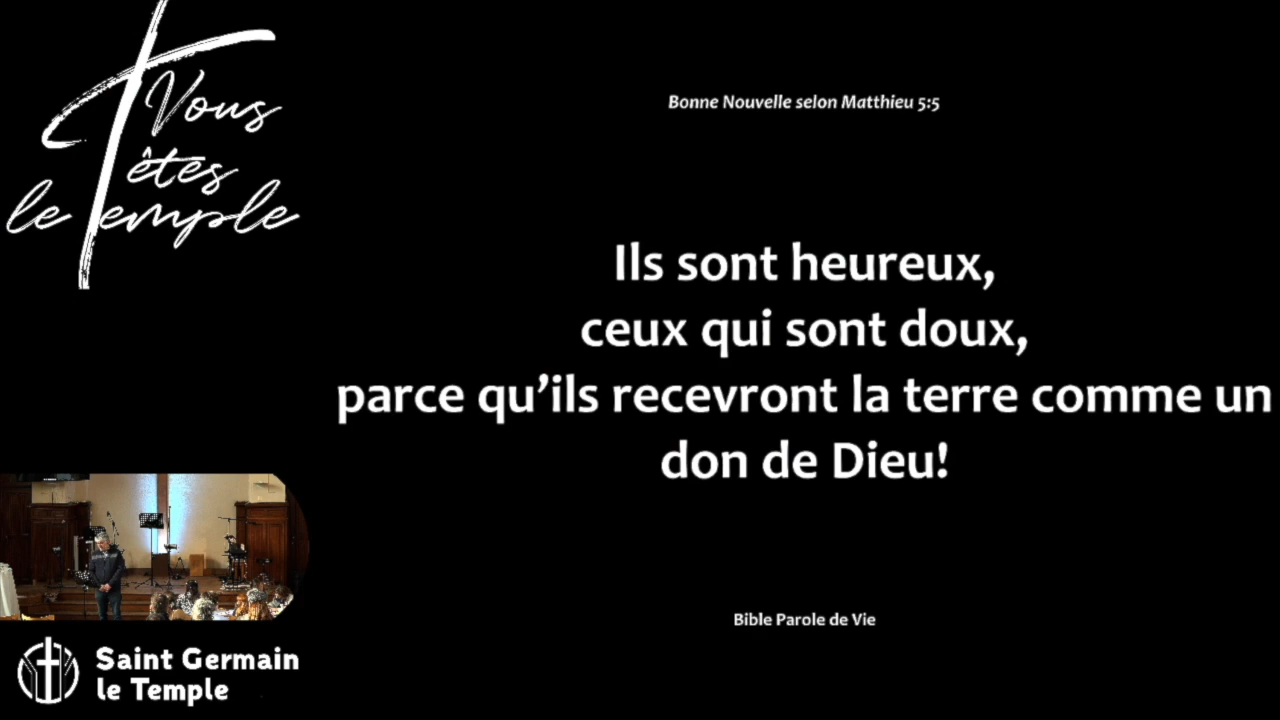 Vous
êtes
le Temple
Bonne Nouvelle selon Matthieu 5:5
Ils sont heureux,
ceux qui sont doux,
parce qu’ils recevront la terre comme un
don de Dieu!
Bible Parole de Vie
Saint Germain
le Temple